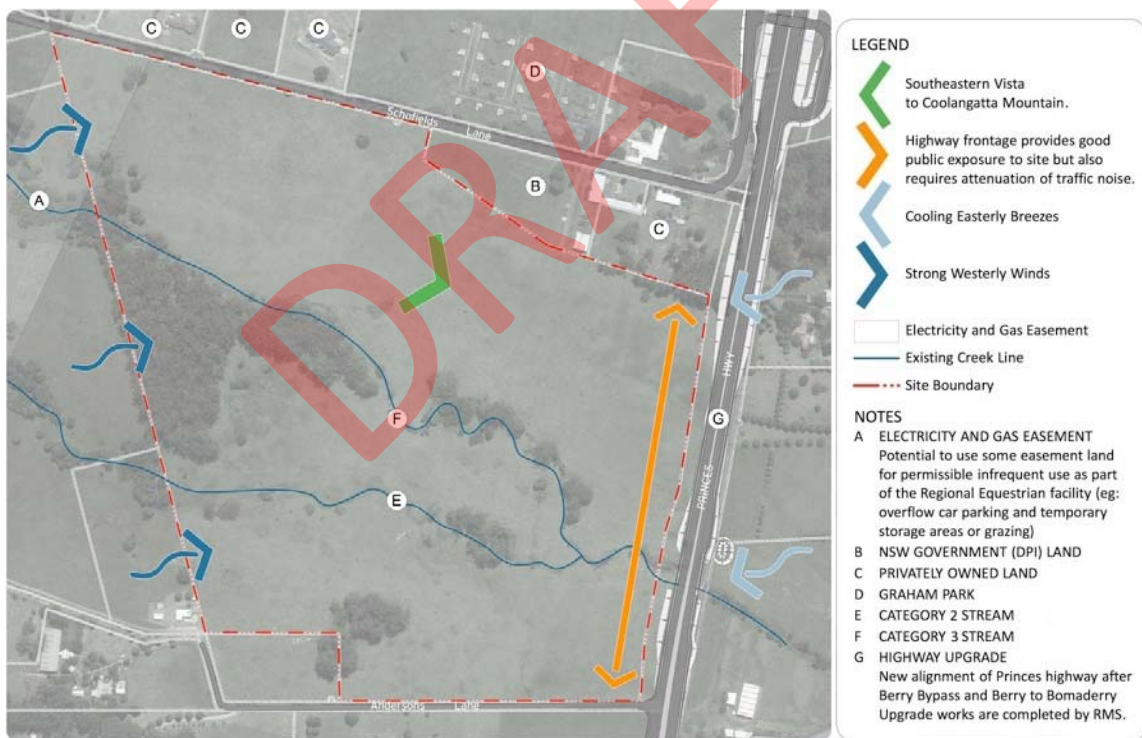 C
C
C
D
Schofields Lane
A
B
C
HWY
G
F
PRINCES
E
Andersons Lane
DRAF
LEGEND
Southeastern Vista
to Coolangatta Mountain.
Highway frontage provides good
public exposure to site but also
requires attenuation of traffic noise.
Cooling Easterly Breezes
Strong Westerly Winds
Electricity and Gas Easement
Existing Creek Line
Site Boundary
NOTES
A ELECTRICITY AND GAS EASEMENT
Potential to use some easement land
for permissible infrequent use as part
of the Regional Equestrian facility (eg:
overflow car parking and temporary
storage areas or grazing)
B NSW GOVERNMENT (DPI) LAND
C PRIVATELY OWNED LAND
D GRAHAM PARK
E CATEGORY 2 STREAM
F CATEGORY 3 STREAM
G HIGHWAY UPGRADE
New alignment of Princes highway after
Berry Bypass and Berry to Bomaderry
Upgrade works are completed by RMS.